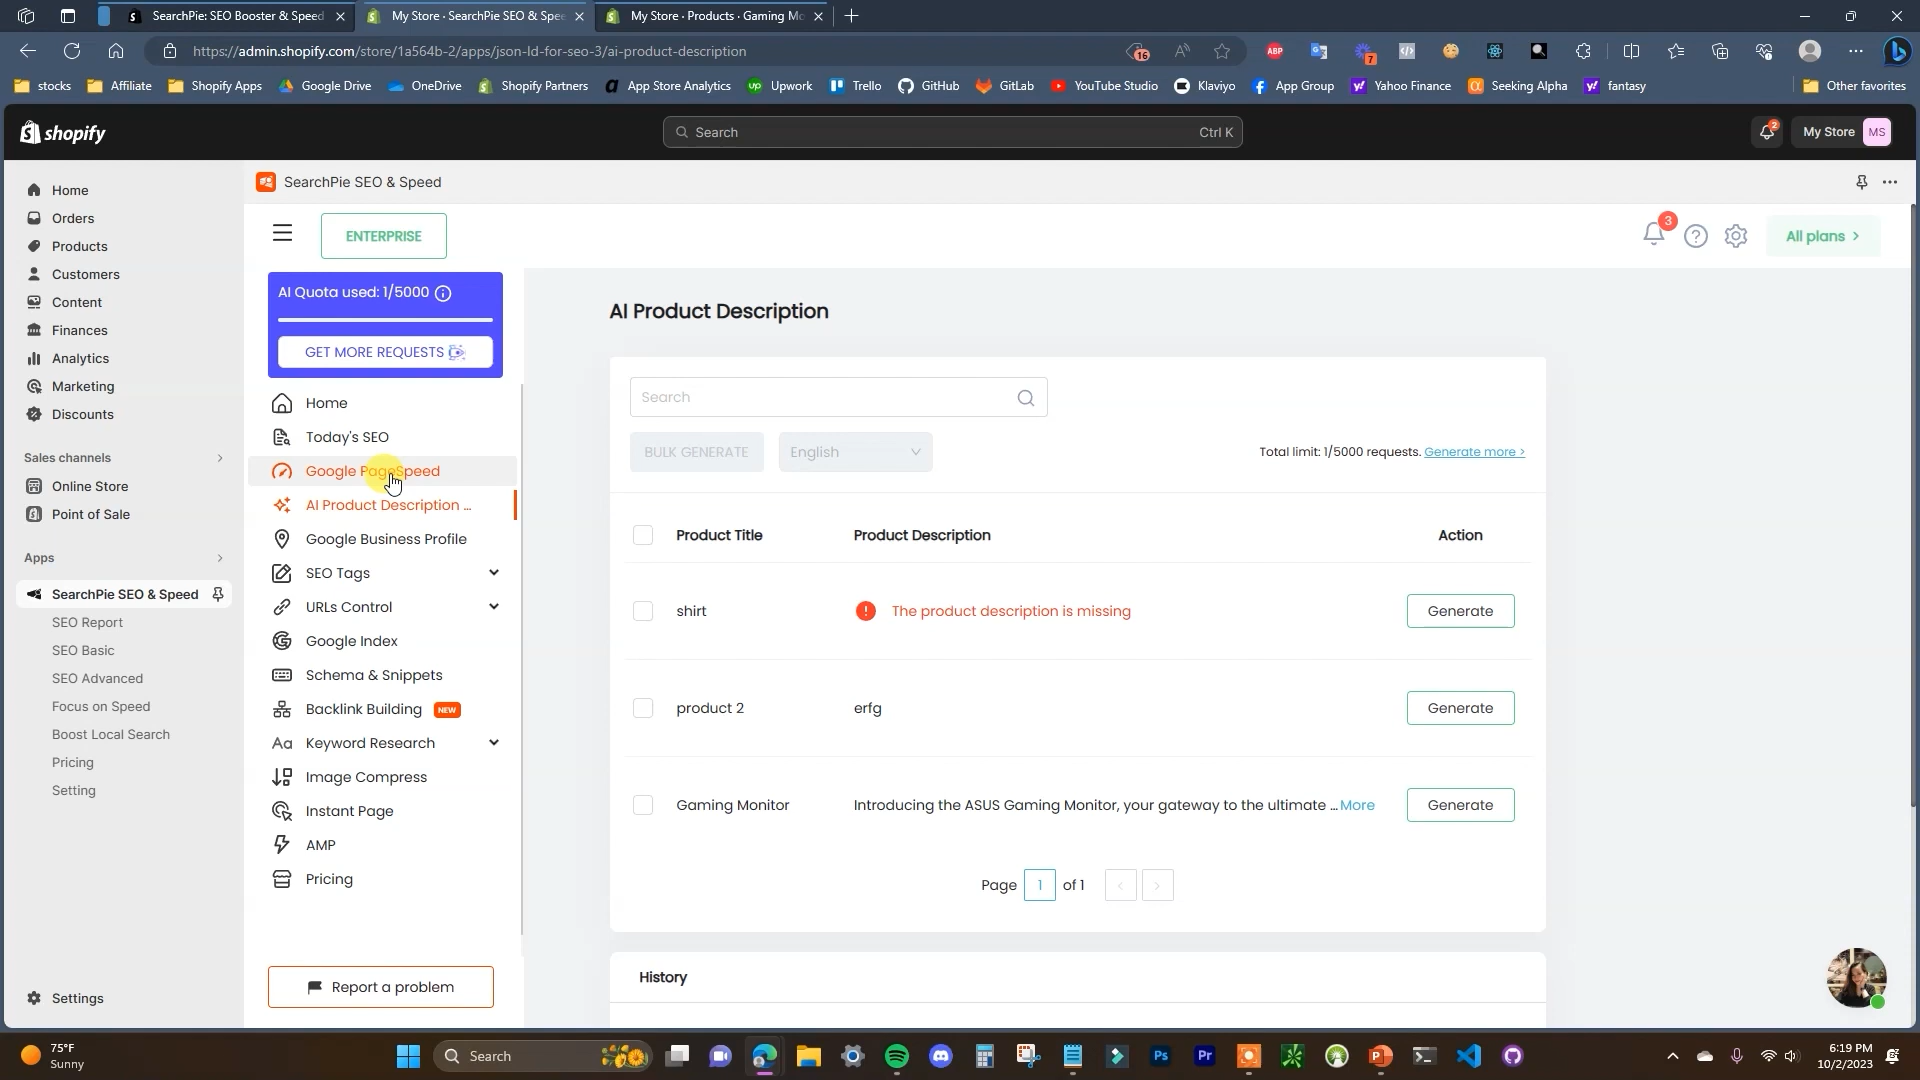 SearchPie: SEO Booster & Speed
My Store · SearchPie SEO & Spee
My Store · Products · Gaming Mo
https://admin.shopify.com/store/1a564b-2/apps/json-ld-for-seo-3/ai-product-description
16
ABP
7
stocks
Affiliate
Shopify Apps
Google Drive
OneDrive
Shopify Partners
App Store Analytics
Upwork
Trello
GitHub
GitLab
YouTube Studio
Klaviyo
App Group
Yahoo Finance
Seeking Alpha
fantasy
Other favorites
shopify
Search
Ctrl K
2
My Store
MS
Home
Orders
Products
Customers
Content
Finances
Analytics
Marketing
Discounts
Sales channels
Online Store
Point of Sale
Apps
SearchPie SEO & Speed
SEO Report
SEO Basic
SEO Advanced
Focus on Speed
Boost Local Search
Pricing
Setting
Settings
SearchPie SEO & Speed
ENTERPRISE
3
All plans >
AI Quota used: 1/5000
GET MORE REQUESTS
Home
Today's SEO
Google PageSpeed
AI Product Description ...
Google Business Profile
SEO Tags
URLs Control
Google Index
Schema & Snippets
Backlink Building NEW
Keyword Research
Image Compress
Instant Page
AMP
Pricing
Report a problem
AI Product Description
Search
BULK GENERATE
English
Total limit: 1/5000 requests. Generate more >
Product Title
Product Description
Action
shirt
The product description is missing
Generate
product 2
erfg
Generate
Gaming Monitor
Introducing the ASUS Gaming Monitor, your gateway to the ultimate ... More
Generate
Page 1 of 1
History
75°F
Sunny
Search
Ps
Pr
6:19 PM
10/2/2023